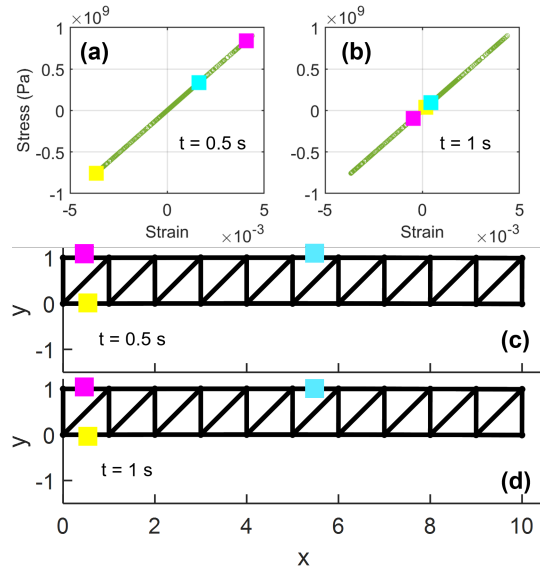 ×10⁹
×10⁹
1
0.5
0
-0.5
-1
(a)
t = 0.5 s
Stress (Pa)
-5
0
5
Strain
×10⁻³
1
0.5
0
-0.5
-1
(b)
t = 1 s
-5
0
5
Strain
×10⁻³
1
0
-1
y
t = 0.5 s
(c)
1
0
-1
y
t = 1 s
(d)
0
2
4
6
8
10
x